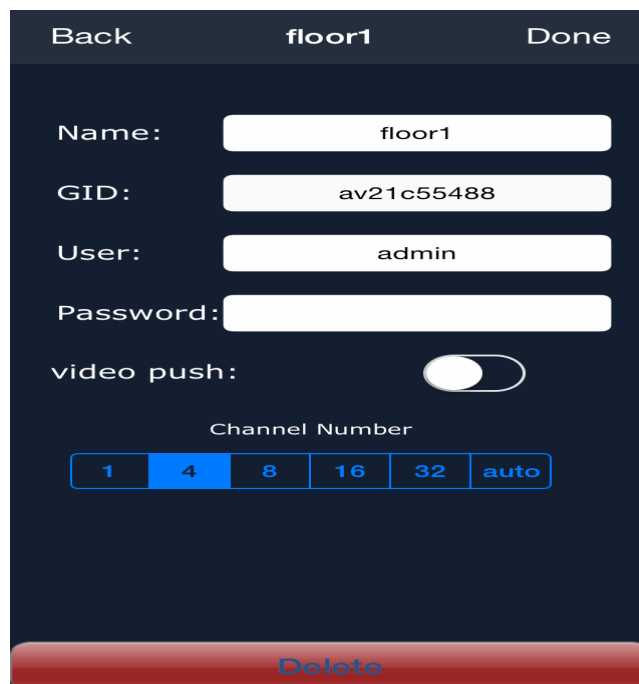 Back floor1 Done
Name: floor1
GID: av21c55488
User: admin
Password:
video push:
Channel Number
1 4 8 16 32 auto
Delete